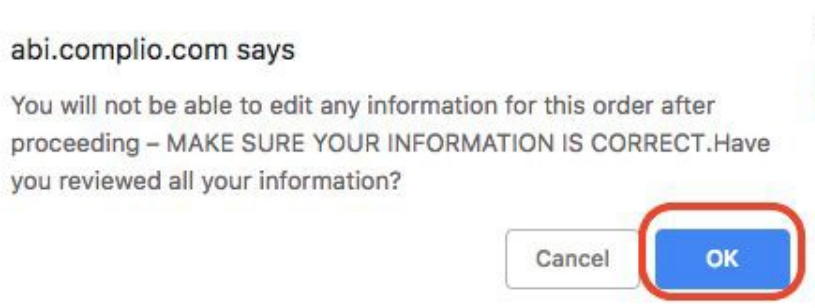 abi.complio.com says
You will not be able to edit any information for this order after
proceeding – MAKE SURE YOUR INFORMATION IS CORRECT.Have
you reviewed all your information?
Cancel
OK